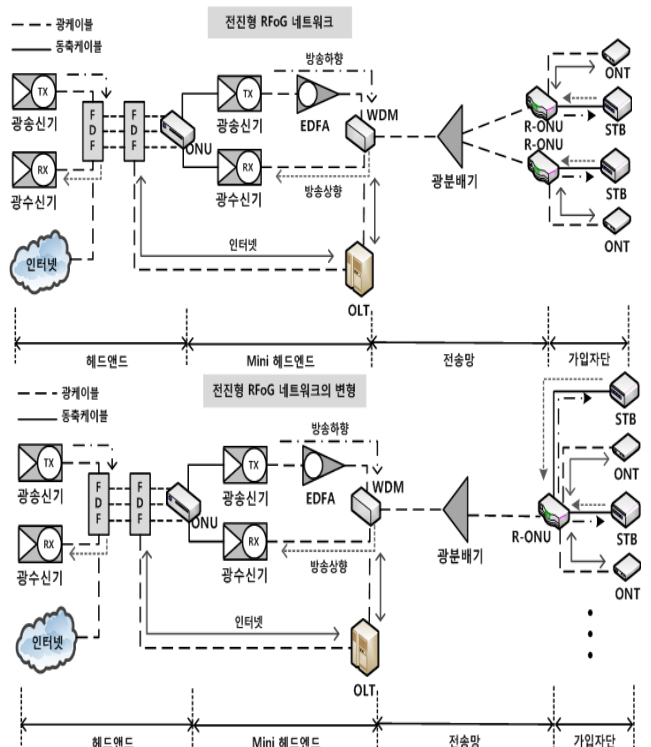 전진형 RFoG 네트워크
광케이블
동축케이블
TX
광송신기
RX
광수신기
인터넷
F D F
F D F
ONU
TX
광송신기
방송하향
EDFA
WDM
RX
광수신기
방송상향
인터넷
OLT
광분배기
R-ONU
R-ONU
ONT
STB
STB
ONT
헤드앤드
Mini 헤드엔드
전송망
가입자단
전진형 RFoG 네트워크의 변형
광케이블
동축케이블
TX
광송신기
RX
광수신기
인터넷
F D F
F D F
ONU
TX
광송신기
방송하향
EDFA
WDM
RX
광수신기
방송상향
인터넷
OLT
광분배기
R-ONU
STB
ONT
STB
ONT
헤드앤드
Mini 헤드엔드
전송망
가입자단